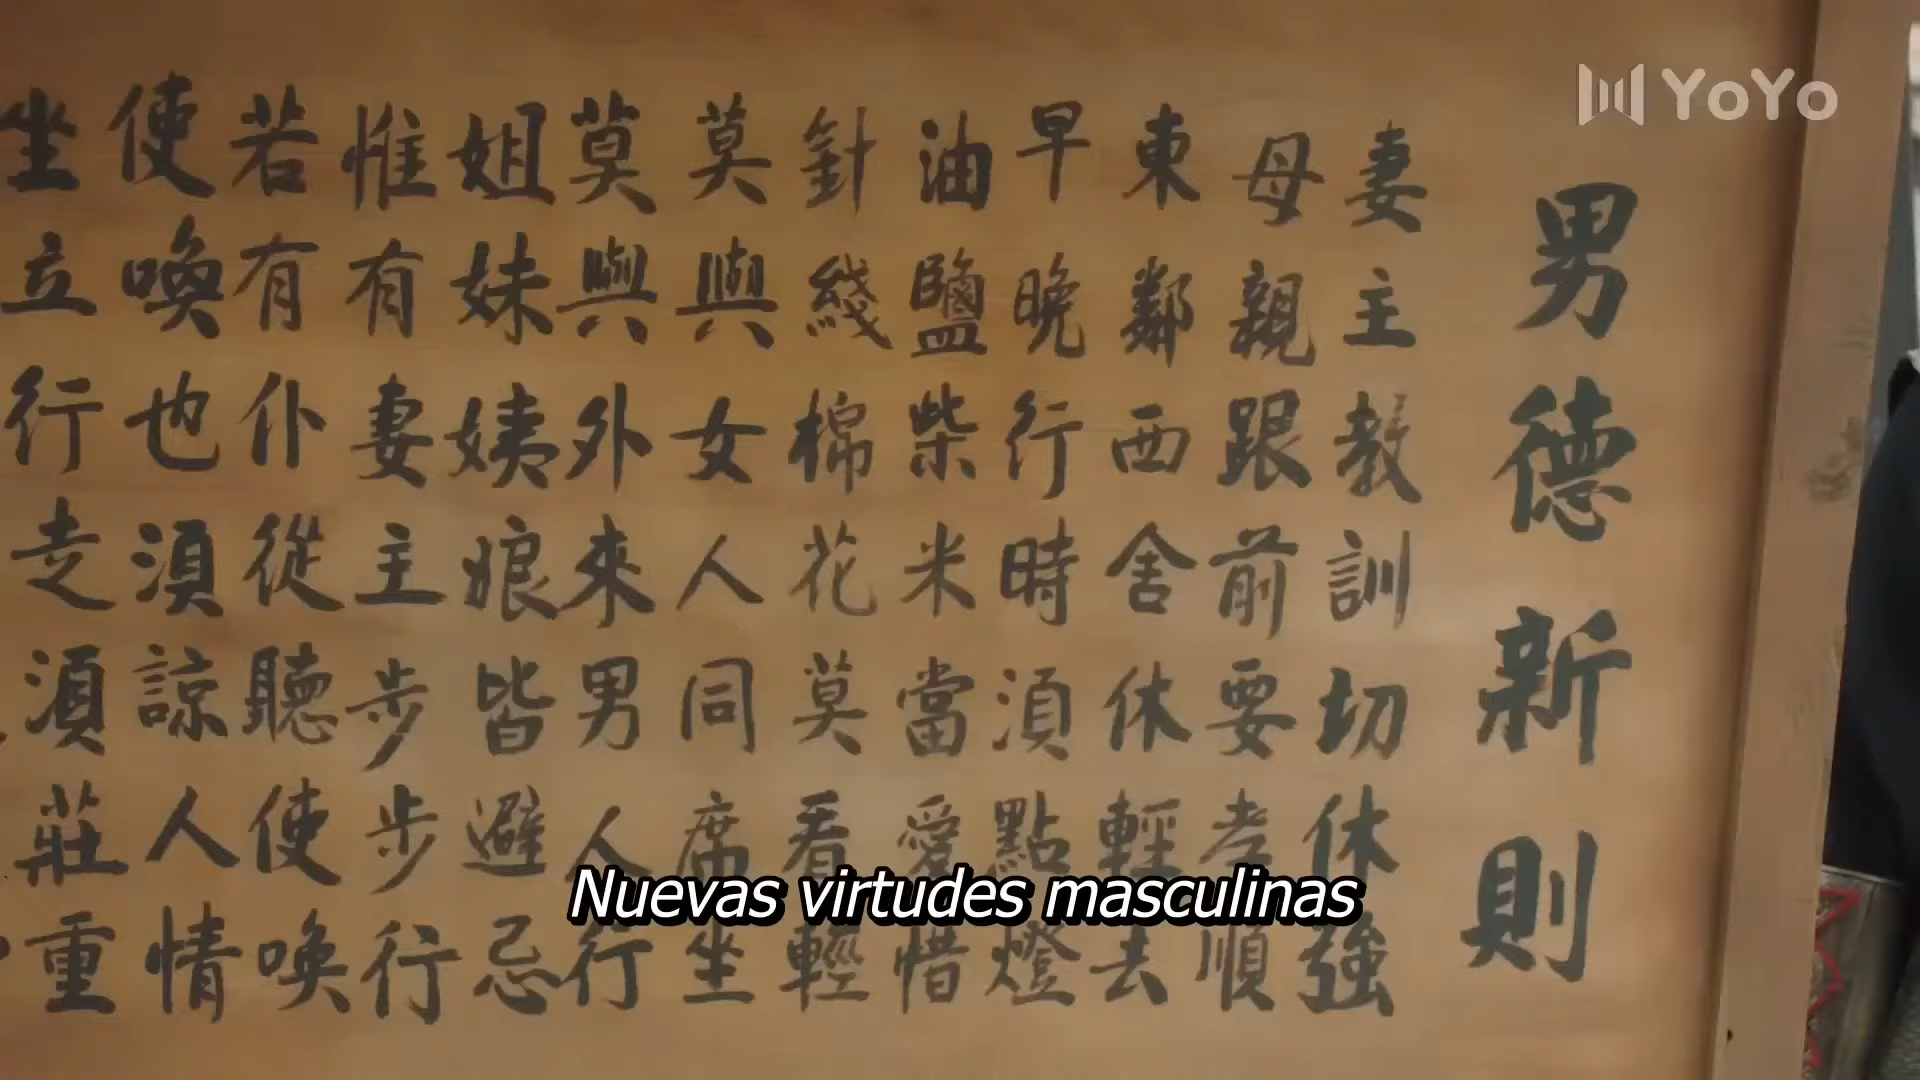 YOYO
男德新則
妻主教訓切休強
母親跟前要孝順
東鄰西舍休輕去
早晚行時須點燈
油鹽柴米當愛惜
針綫棉花莫看輕
莫與女人同席坐
莫與外來男人行
姐妹姨娘皆避忌
惟有妻主步步行
若有仆從聽使喚
使喚也須諒人情
坐立行走須莊重
Nuevas virtudes masculinas